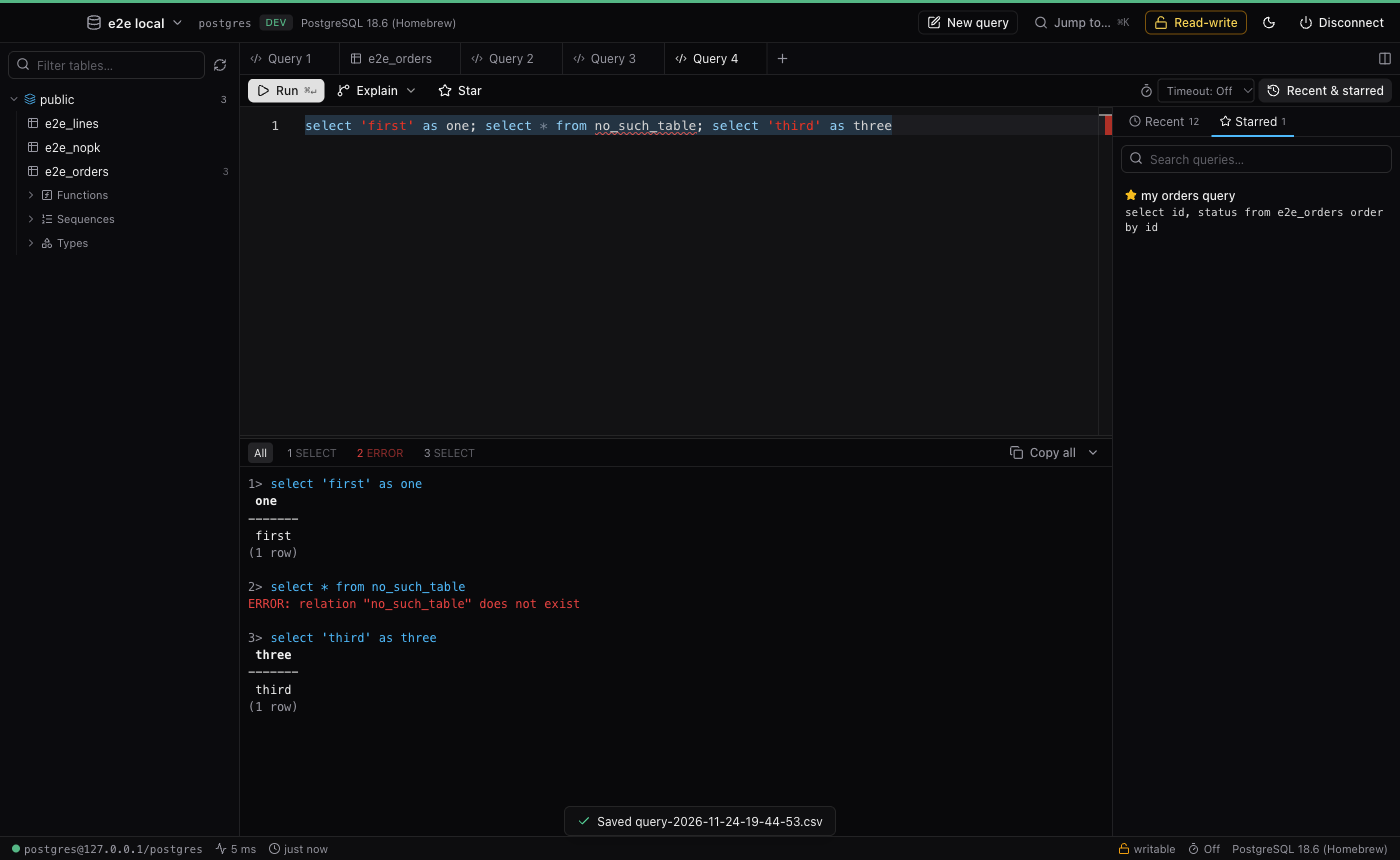 e2e local postgres DEV PostgreSQL 18.6 (Homebrew) New query Jump to... ⌘K Read-write Disconnect
Filter tables...
public 3
e2e_lines
e2e_nopk
e2e_orders 3
Functions
Sequences
Types
Query 1 e2e_orders Query 2 Query 3 Query 4
Run ⌘↵ Explain Star Timeout: Off Recent & starred
1 select 'first' as one; select * from no_such_table; select 'third' as three
Recent 12 Starred 1
Search queries...
my orders query
select id, status from e2e_orders order
by id
All 1 SELECT 2 ERROR 3 SELECT Copy all
1> select 'first' as one
one
-------
first
(1 row)
2> select * from no_such_table
ERROR: relation "no_such_table" does not exist
3> select 'third' as three
three
-------
third
(1 row)
Saved query-2026-11-24-19-44-53.csv
postgres@127.0.0.1/postgres 5 ms just now writable Off PostgreSQL 18.6 (Homebrew)